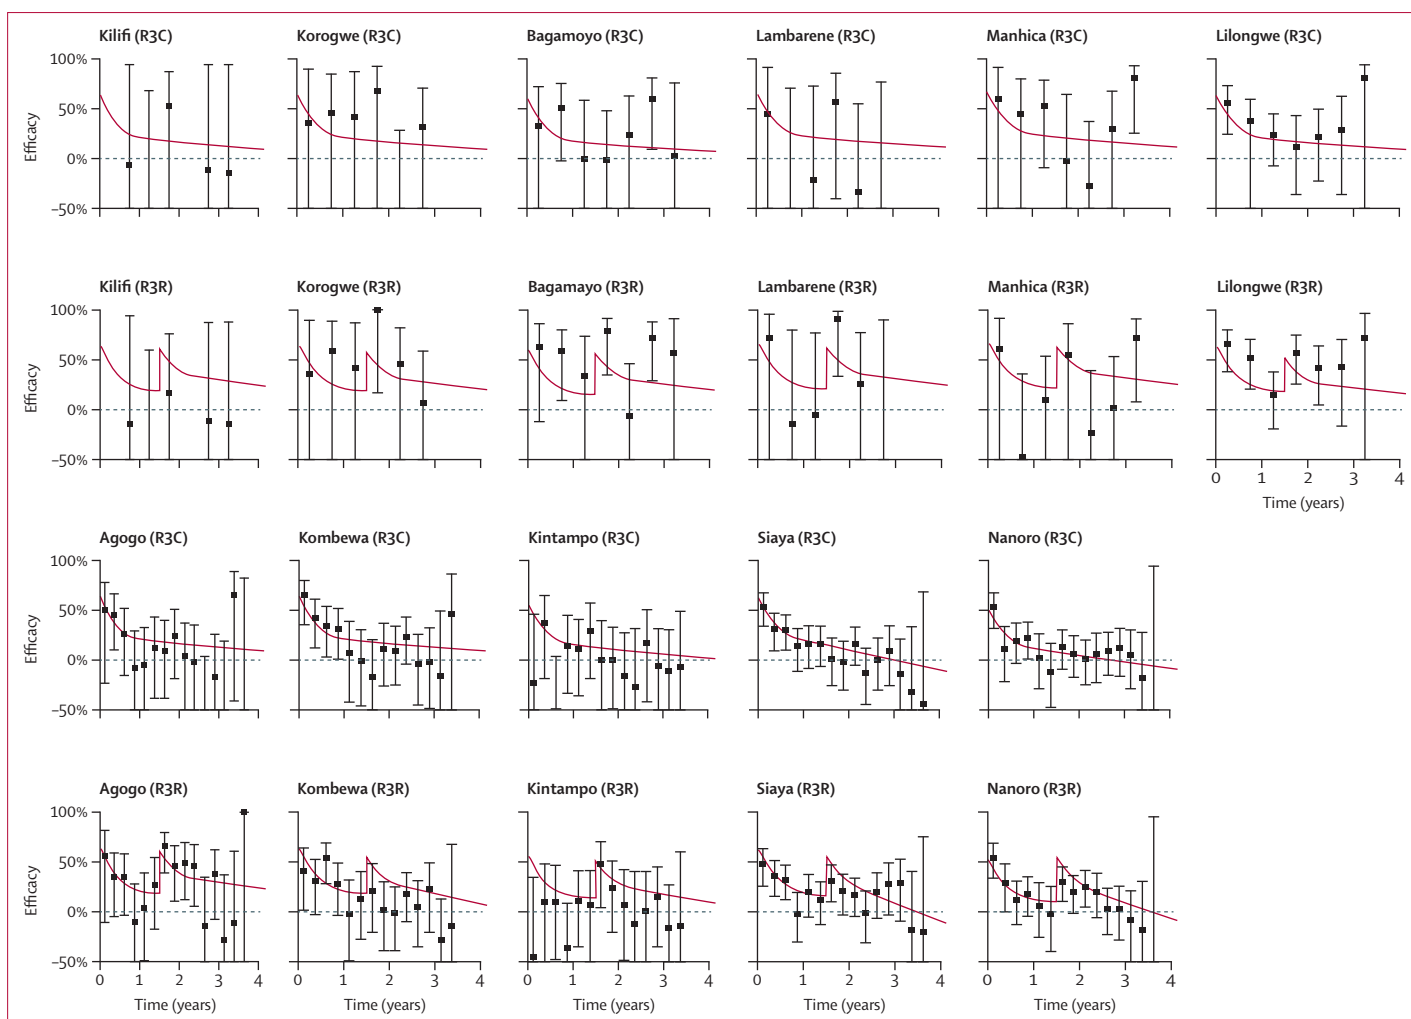 Kilifi (R3C) Korogwe (R3C) Bagamoyo (R3C) Lambarene (R3C) Manhica (R3C) Lilongwe (R3C)
100%
50%
0%
–50%
Efficacy
Kilifi (R3R) Korogwe (R3R) Bagamayo (R3R) Lambarene (R3R) Manhica (R3R) Lilongwe (R3R)
100%
50%
0%
–50%
Efficacy
0 1 2 3 4
Time (years)
Agogo (R3C) Kombewa (R3C) Kintampo (R3C) Siaya (R3C) Nanoro (R3C)
100%
50%
0%
–50%
Efficacy
Agogo (R3R) Kombewa (R3R) Kintampo (R3R) Siaya (R3R) Nanoro (R3R)
100%
50%
0%
–50%
Efficacy
0 1 2 3 4 0 1 2 3 4 0 1 2 3 4 0 1 2 3 4 0 1 2 3 4
Time (years) Time (years) Time (years) Time (years) Time (years)